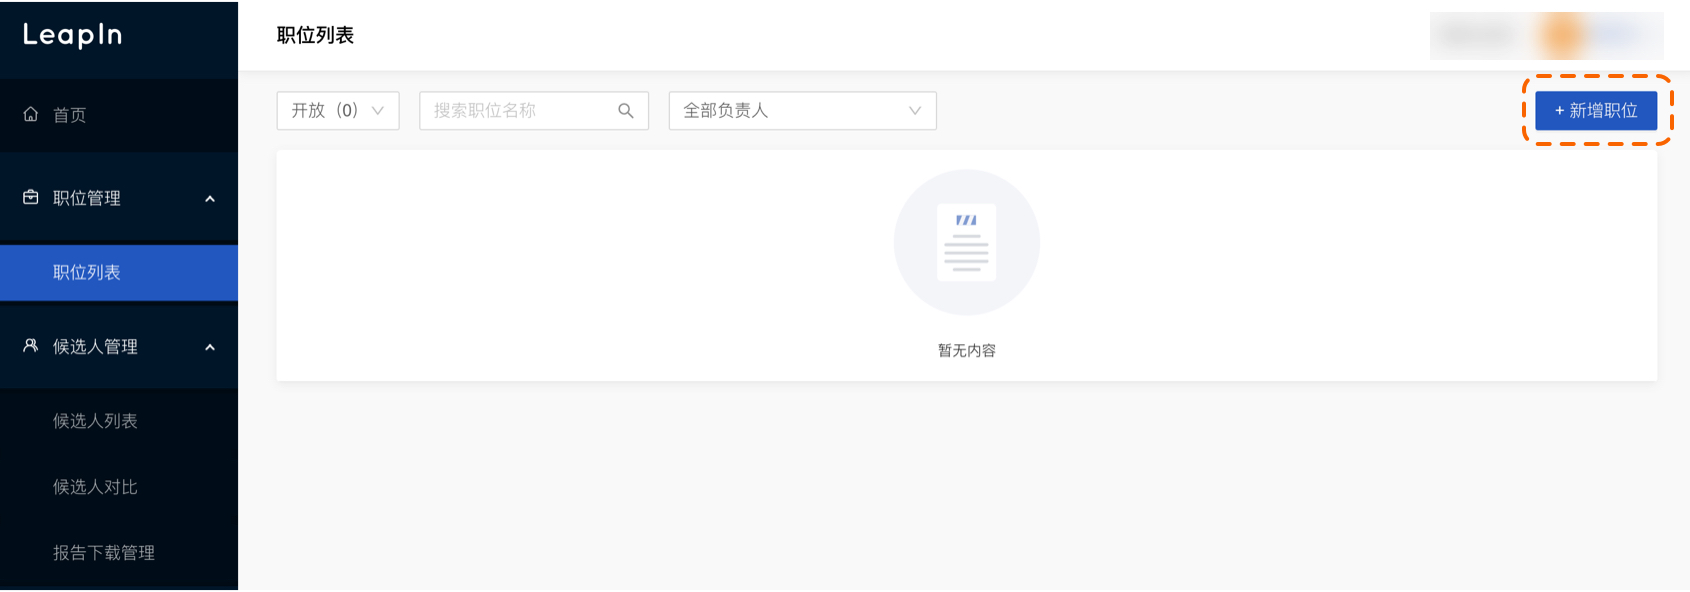 LeapIn
职位列表
首页
开放（0）
搜索职位名称
全部负责人
+ 新增职位
职位管理
职位列表
候选人管理
暂无内容
候选人列表
候选人对比
报告下载管理